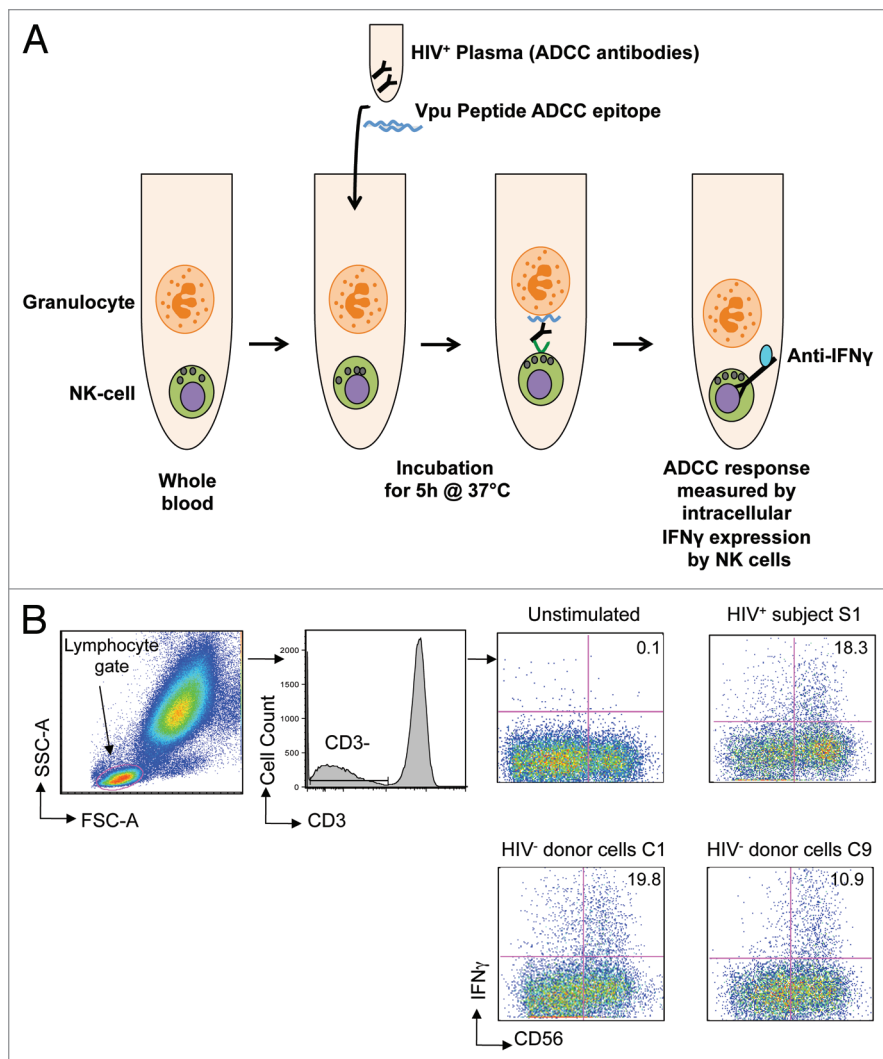 A
HIV⁺ Plasma (ADCC antibodies)
Vpu Peptide ADCC epitope
Granulocyte
NK-cell
Anti-IFNγ
Whole
blood
Incubation
for 5h @ 37°C
ADCC response
measured by
intracellular
IFNγ expression
by NK cells
B
Lymphocyte
gate
SSC-A
FSC-A
2000
1500
1000
500
0
CD3-
Cell Count
CD3
Unstimulated
0.1
HIV⁺ subject S1
18.3
HIV⁻ donor cells C1
19.8
HIV⁻ donor cells C9
10.9
IFNγ
CD56